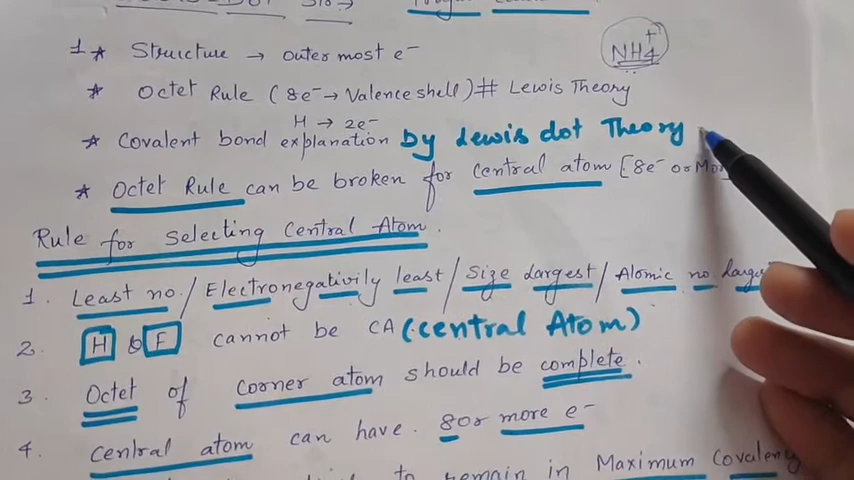 NH4+
1 * Structure → outer most e⁻
* Octet Rule (8e⁻ → Valence shell) # Lewis Theory
H → 2e⁻
* Covalent bond explanation by Lewis dot Theory
* Octet Rule can be broken for central atom [8e⁻ or Mor
Rule for Selecting Central Atom.
1. Least no. / Electronegativily least / Size largest / Atomic no larg
2. H & F cannot be CA (central Atom)
3. Octet of corner atom should be complete.
4. Central atom can have. 8 or more e⁻
to remain in Maximum Covalency